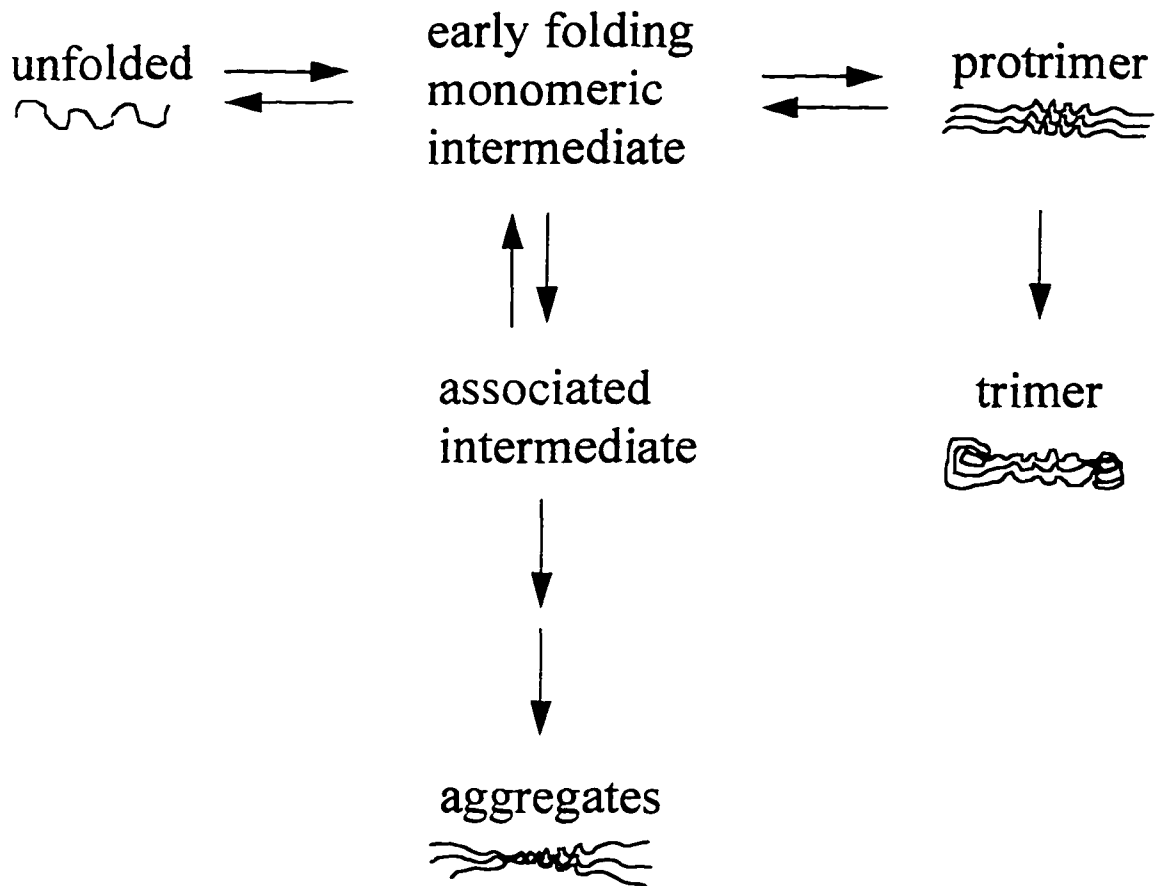 unfolded
early folding
monomeric
intermediate
protrimer
associated
intermediate
trimer
aggregates